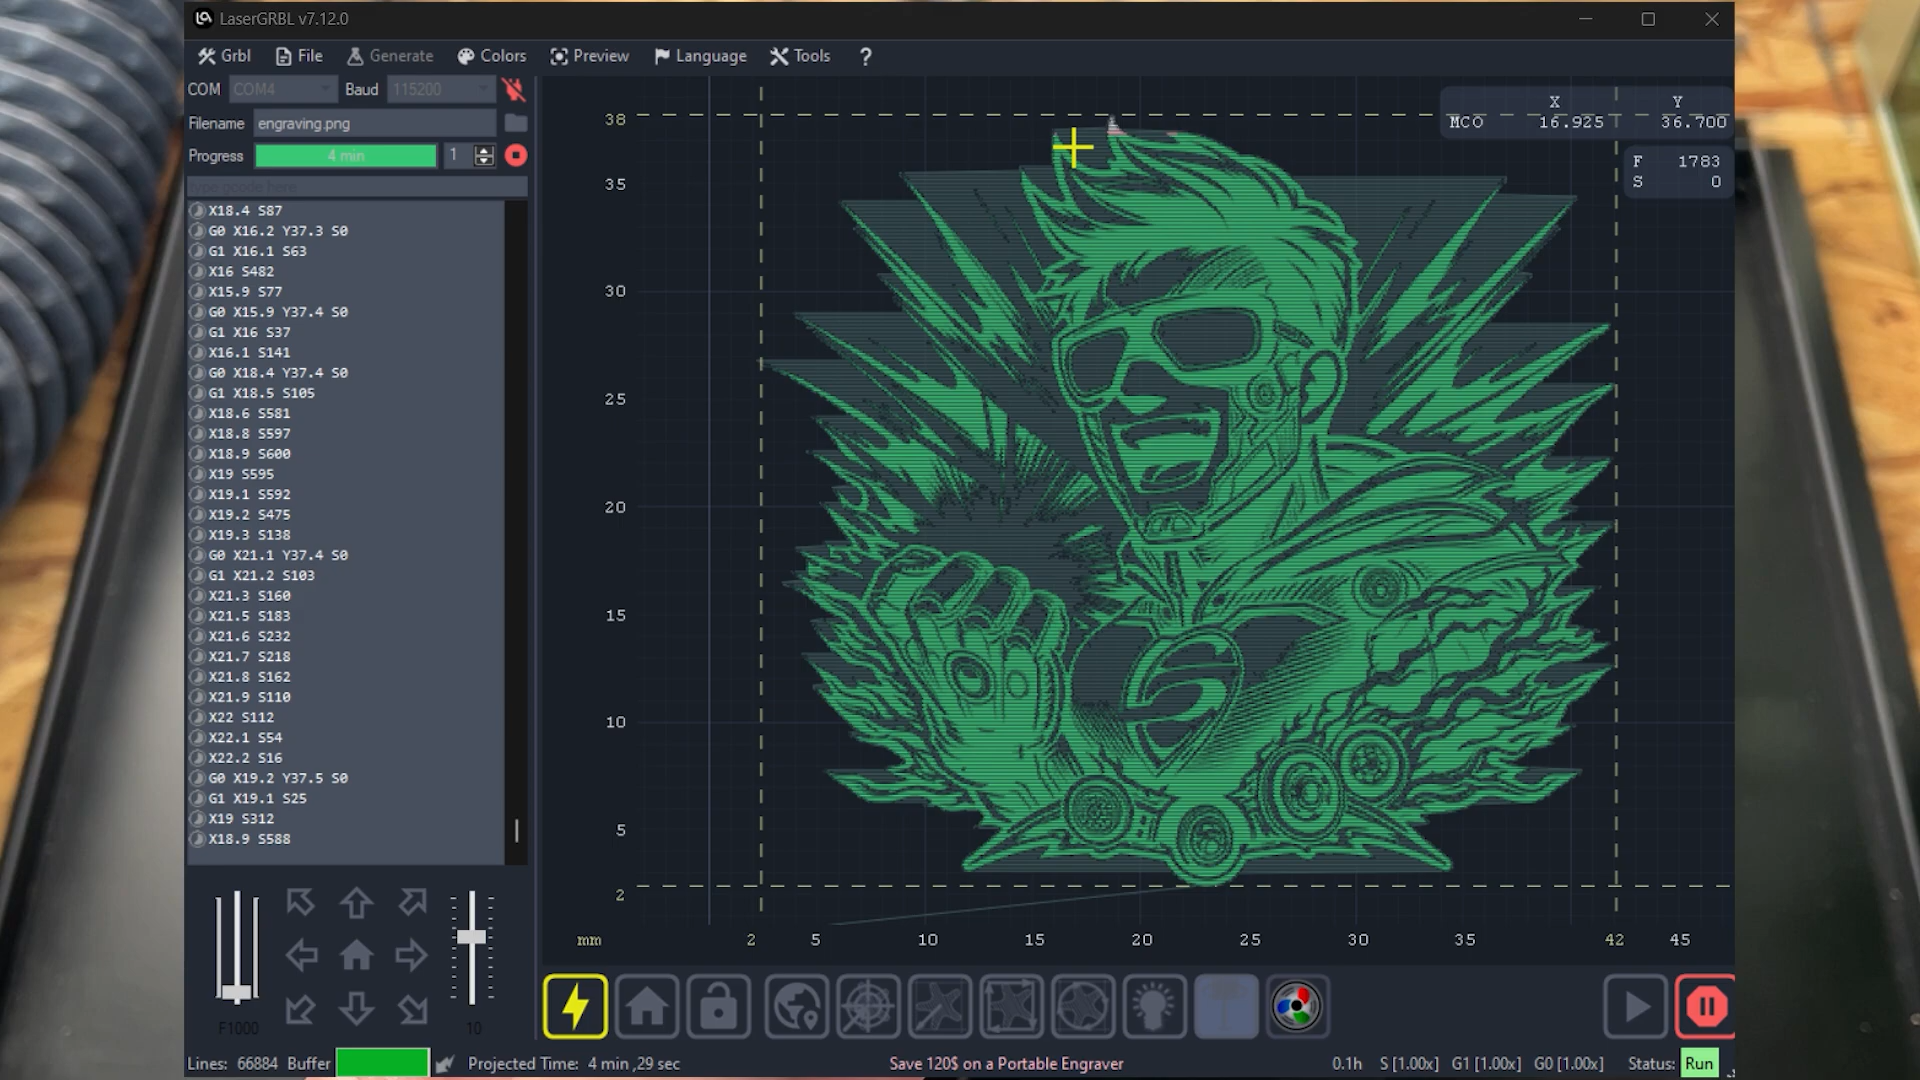 LaserGRBL v7.12.0
Grbl File Generate Colors Preview Language Tools ?
COM COM4 Baud 115200
Filename engraving.png
Progress 4 min 1
type gcode here
X18.4 S87
G0 X16.2 Y37.3 S0
G1 X16.1 S63
X16 S482
X15.9 S77
G0 X15.9 Y37.4 S0
G1 X16 S37
X16.1 S141
G0 X18.4 Y37.4 S0
G1 X18.5 S105
X18.6 S581
X18.8 S597
X18.9 S600
X19 S595
X19.1 S592
X19.2 S475
X19.3 S138
G0 X21.1 Y37.4 S0
G1 X21.2 S103
X21.3 S160
X21.5 S183
X21.6 S232
X21.7 S218
X21.8 S162
X21.9 S110
X22 S112
X22.1 S54
X22.2 S16
G0 X19.2 Y37.5 S0
G1 X19.1 S25
X19 S312
X18.9 S588
F1000
10
38
35
30
25
20
15
10
5
2
mm 2 5 10 15 20 25 30 35 42 45
X Y
MCO 16.925 36.700
F 1783
S 0
Lines: 66884 Buffer Projected Time: 4 min ,29 sec Save 120$ on a Portable Engraver 0.1h S [1.00x] G1 [1.00x] G0 [1.00x] Status: Run